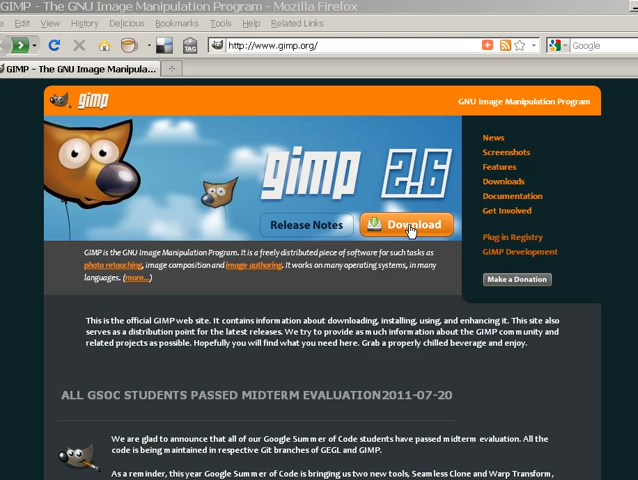 GIMP - The GNU Image Manipulation Program - Mozilla Firefox
Edit View History Delicious Bookmarks Tools Help Related Links
http://www.gimp.org/
Google
GIMP - The GNU Image Manipula...
gimp
GNU Image Manipulation Program
gimp 2.6
Release Notes
Download
News
Screenshots
Features
Downloads
Documentation
Get Involved
Plug-in Registry
GIMP Development
Make a Donation
GIMP is the GNU Image Manipulation Program. It is a freely distributed piece of software for such tasks as
photo retouching, image composition and image authoring. It works on many operating systems, in many
languages. (more...)
This is the official GIMP web site. It contains information about downloading, installing, using, and enhancing it. This site also
serves as a distribution point for the latest releases. We try to provide as much information about the GIMP community and
related projects as possible. Hopefully you will find what you need here. Grab a properly chilled beverage and enjoy.
ALL GSOC STUDENTS PASSED MIDTERM EVALUATION2011-07-20
We are glad to announce that all of our Google Summer of Code students have passed midterm evaluation. All the
code is being maintained in respective Git branches of GEGL and GIMP.
As a reminder, this year Google Summer of Code is bringing us two new tools, Seamless Clone and Warp Transform,